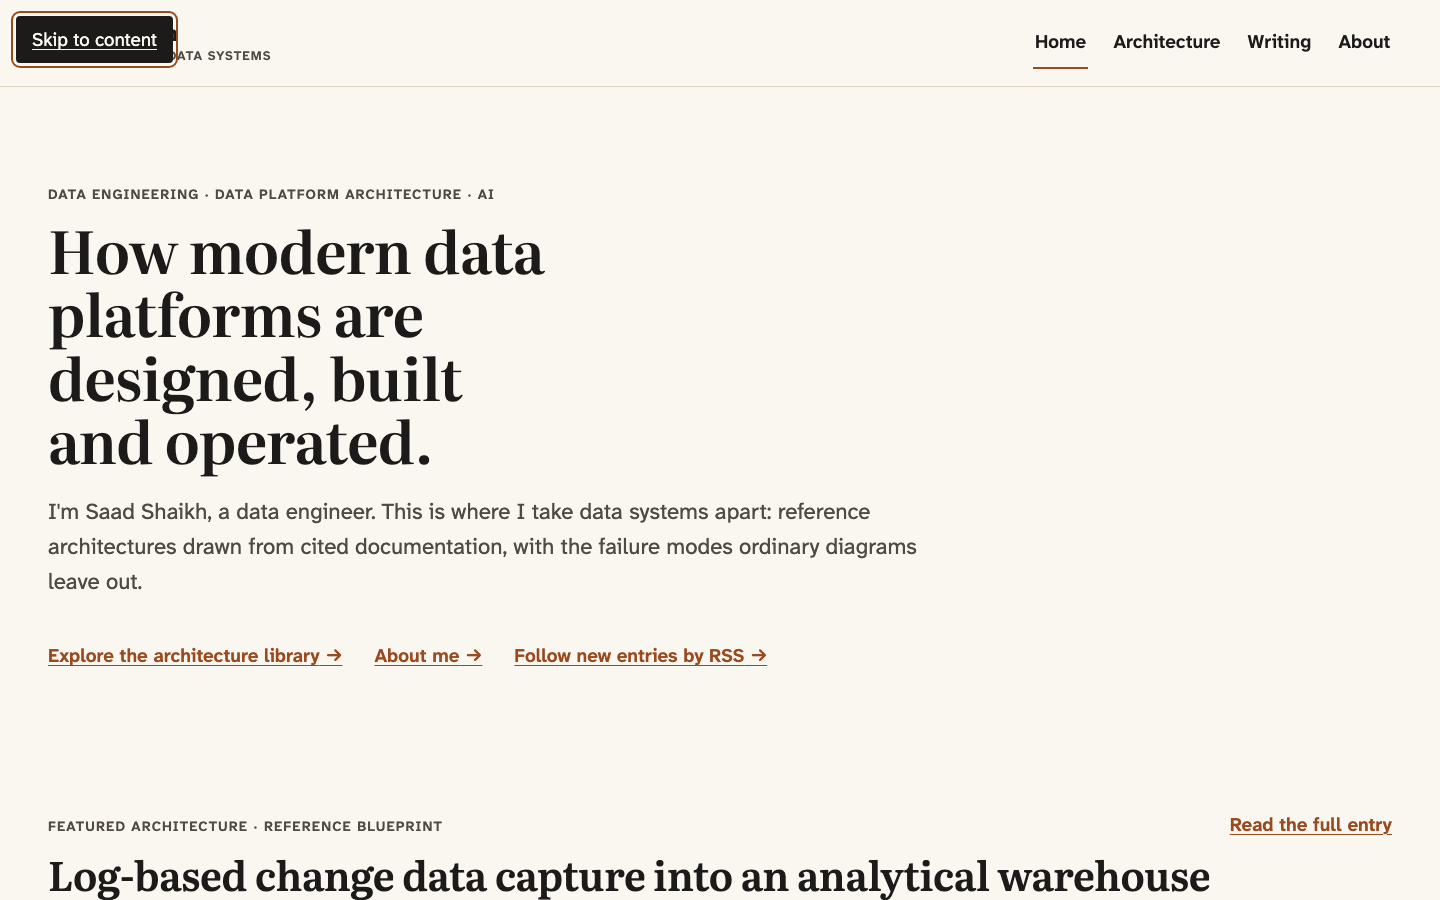 Skip to content
DATA SYSTEMS
Home Architecture Writing About
DATA ENGINEERING · DATA PLATFORM ARCHITECTURE · AI
How modern data
platforms are
designed, built
and operated.
I'm Saad Shaikh, a data engineer. This is where I take data systems apart: reference
architectures drawn from cited documentation, with the failure modes ordinary diagrams
leave out.
Explore the architecture library → About me → Follow new entries by RSS →
FEATURED ARCHITECTURE · REFERENCE BLUEPRINT
Read the full entry
Log-based change data capture into an analytical warehouse